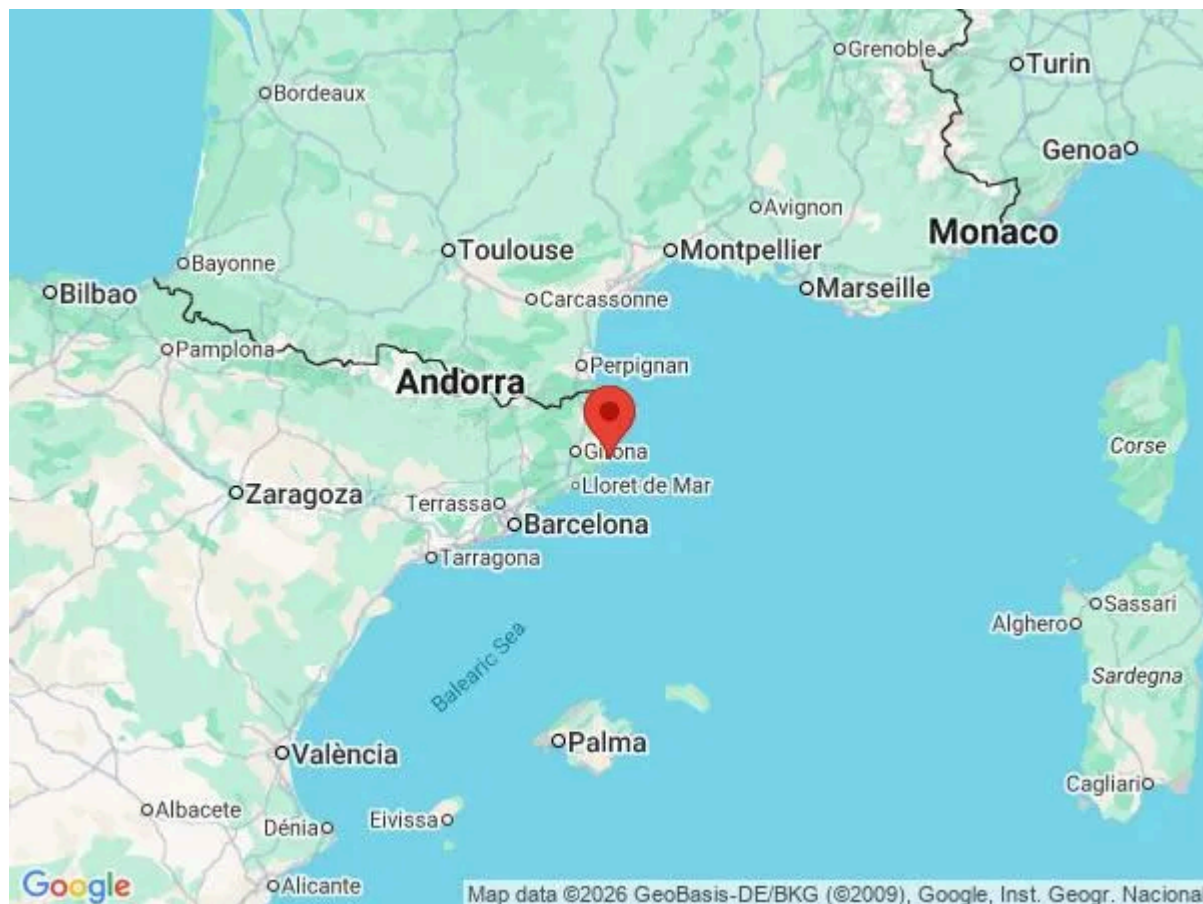 Grenoble
Turin
Bordeaux
Genoa
Avignon
Monaco
Toulouse
Montpellier
Bayonne
Marseille
Bilbao
Carcassonne
Pamplona
Perpignan
Andorra
Corse
Girona
Lloret de Mar
Zaragoza
Terrassa
Barcelona
Tarragona
Sassari
Alghero
Balearic Sea
Sardegna
Palma
València
Cagliari
Albacete
Dénia
Eivissa
Google
Alicante
Map data ©2026 GeoBasis-DE/BKG (©2009), Google, Inst. Geogr. Nacional